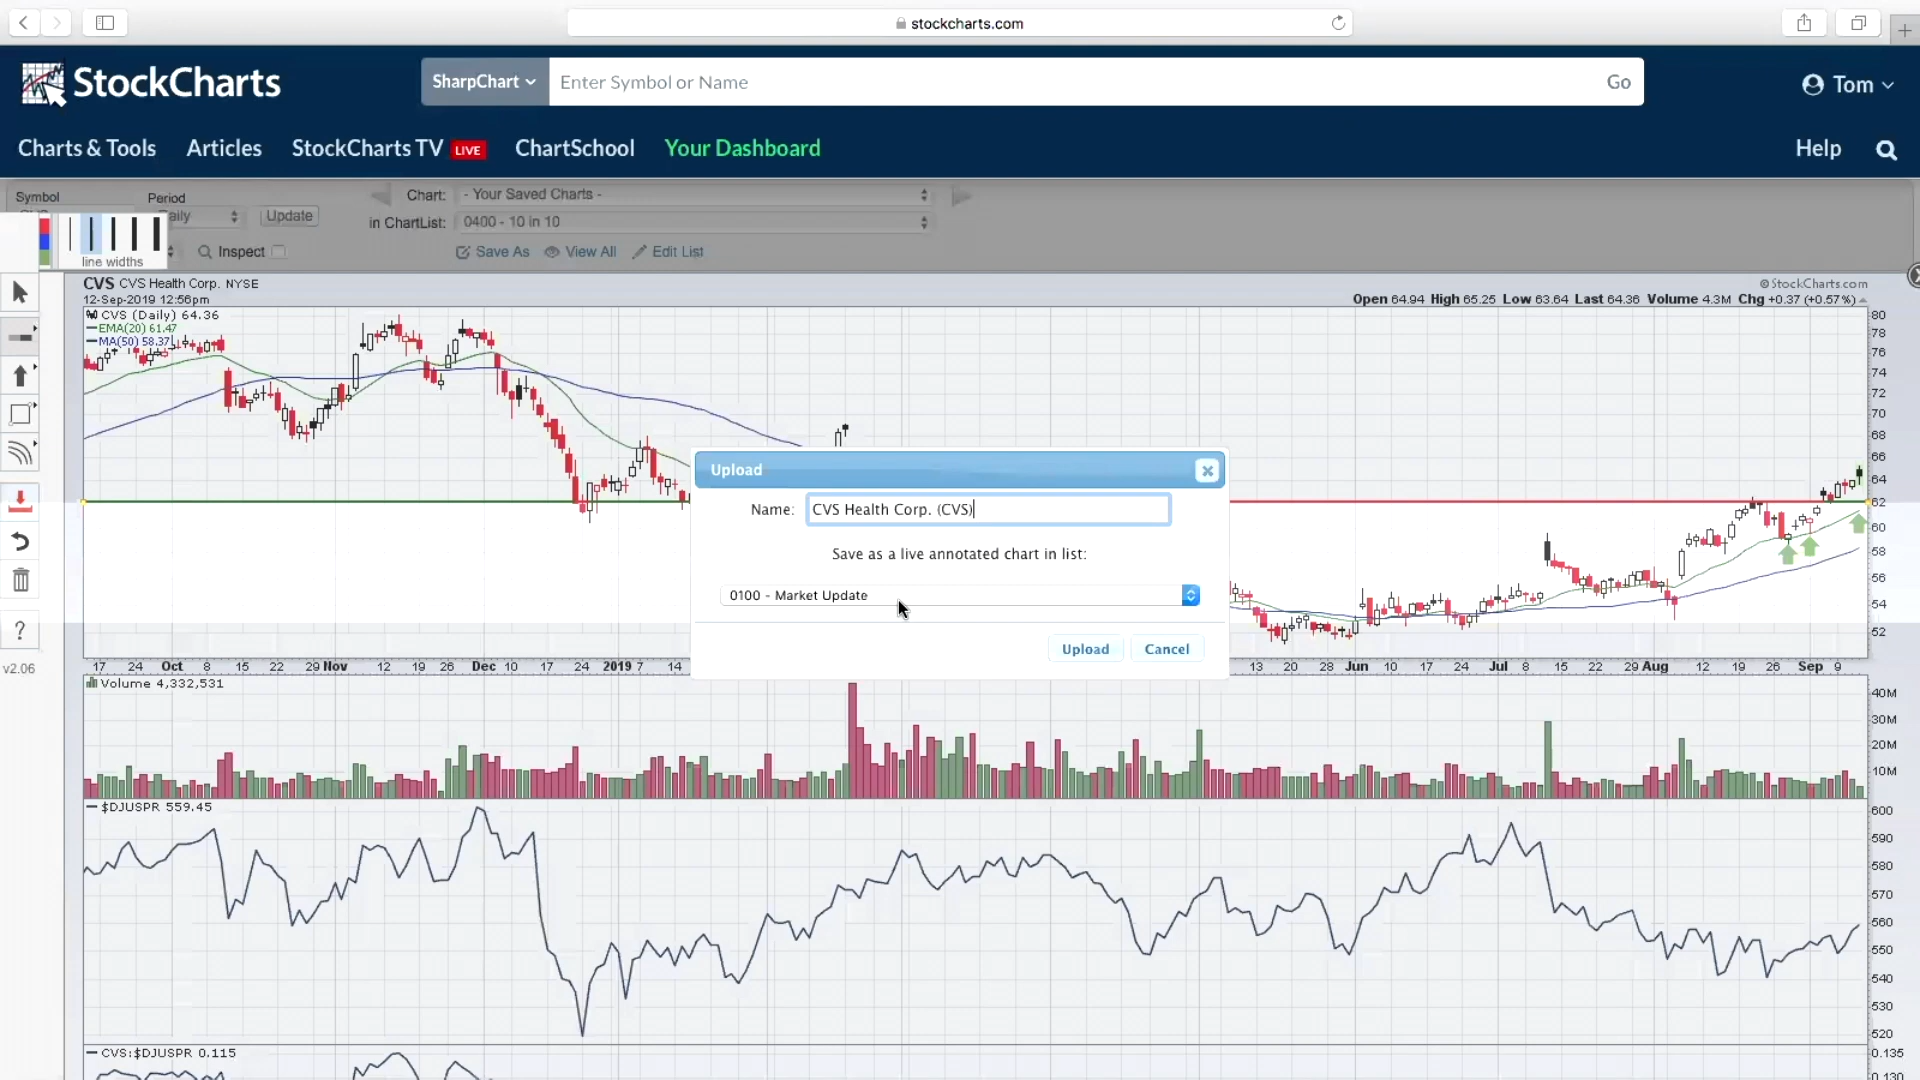 stockcharts.com
StockCharts
SharpChart
Enter Symbol or Name
Go
Tom
Charts & Tools
Articles
StockCharts TV LIVE
ChartSchool
Your Dashboard
Help
Symbol
Period
Chart:
- Your Saved Charts -
Update
in ChartList:
0400 - 10 in 10
line widths
Inspect
Save As
View All
Edit List
CVS CVS Health Corp. NYSE
© StockCharts.com
12-Sep-2019 12:56pm
Open 64.94 High 65.25 Low 63.64 Last 64.36 Volume 4.3M Chg +0.37 (+0.57%)
CVS (Daily) 64.36
EMA(20) 61.47
MA(50) 58.37
80
78
76
74
72
70
68
66
64
62
60
58
56
54
52
Upload
Name: CVS Health Corp. (CVS)
Save as a live annotated chart in list:
0100 - Market Update
Upload
Cancel
?
v2.06
17 24 Oct 8 15 22 29 Nov 12 19 26 Dec 10 17 24 2019 7 14
13 20 28 Jun 10 17 24 Jul 8 15 22 29 Aug 12 19 26 Sep 9
Volume 4,332,531
40M
30M
20M
10M
$DJUSPR 559.45
600
590
580
570
560
550
540
530
520
CVS:$DJUSPR 0.115
0.135
0.130